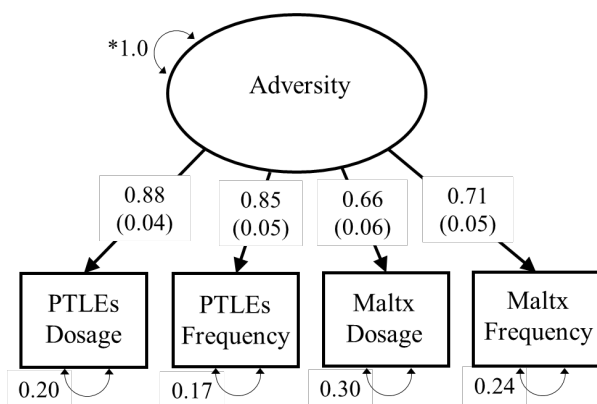 *1.0
Adversity
0.88
(0.04)
0.85
(0.05)
0.66
(0.06)
0.71
(0.05)
PTLEs
Dosage
PTLEs
Frequency
Maltx
Dosage
Maltx
Frequency
0.20
0.17
0.30
0.24